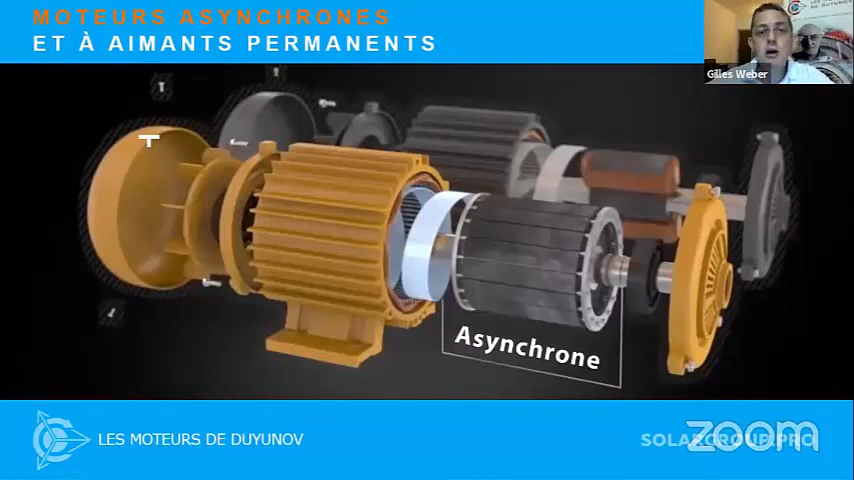 MOTEURS ASYNCHRONES
ET À AIMANTS PERMANENTS
Gilles Weber
Asynchrone
LES MOTEURS DE DUYUNOV
SOLARGROUP.PRO
zoom